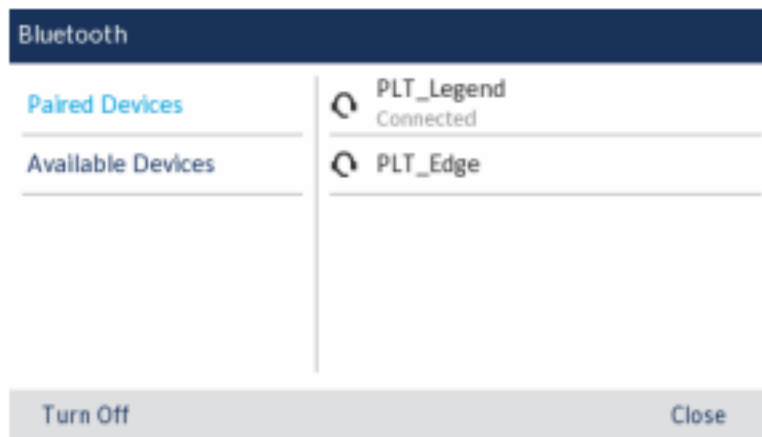 Bluetooth
Paired Devices
Available Devices
PLT_Legend
Connected
PLT_Edge
Turn Off
Close